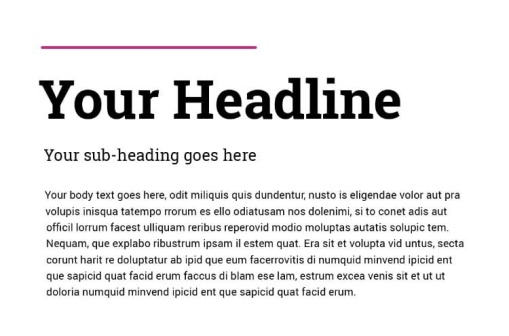 Your Headline
Your sub-heading goes here
Your body text goes here, odit miliquis quis dundentur, nusto is eligendae volor aut pra
volupis inisqua tatempo rrorum es ello odiatusam nos dolenimi, si to conet adis aut
officil lorrum facest ulliquam reribus reperovid modio moluptas autatis solupic tem.
Nequam, que explabo ribustrum ipsam il estem quat. Era sit et volupta vid untus, secta
corunt harit re doluptatur ab ipid que eum facerrovitis di numquid minvend ipicid ent
que sapicid quat facid erum faccus di blam ese lam, estrum excea venis sit et ut ut
doloria numquid minvend ipicid ent que sapicid quat facid erum.